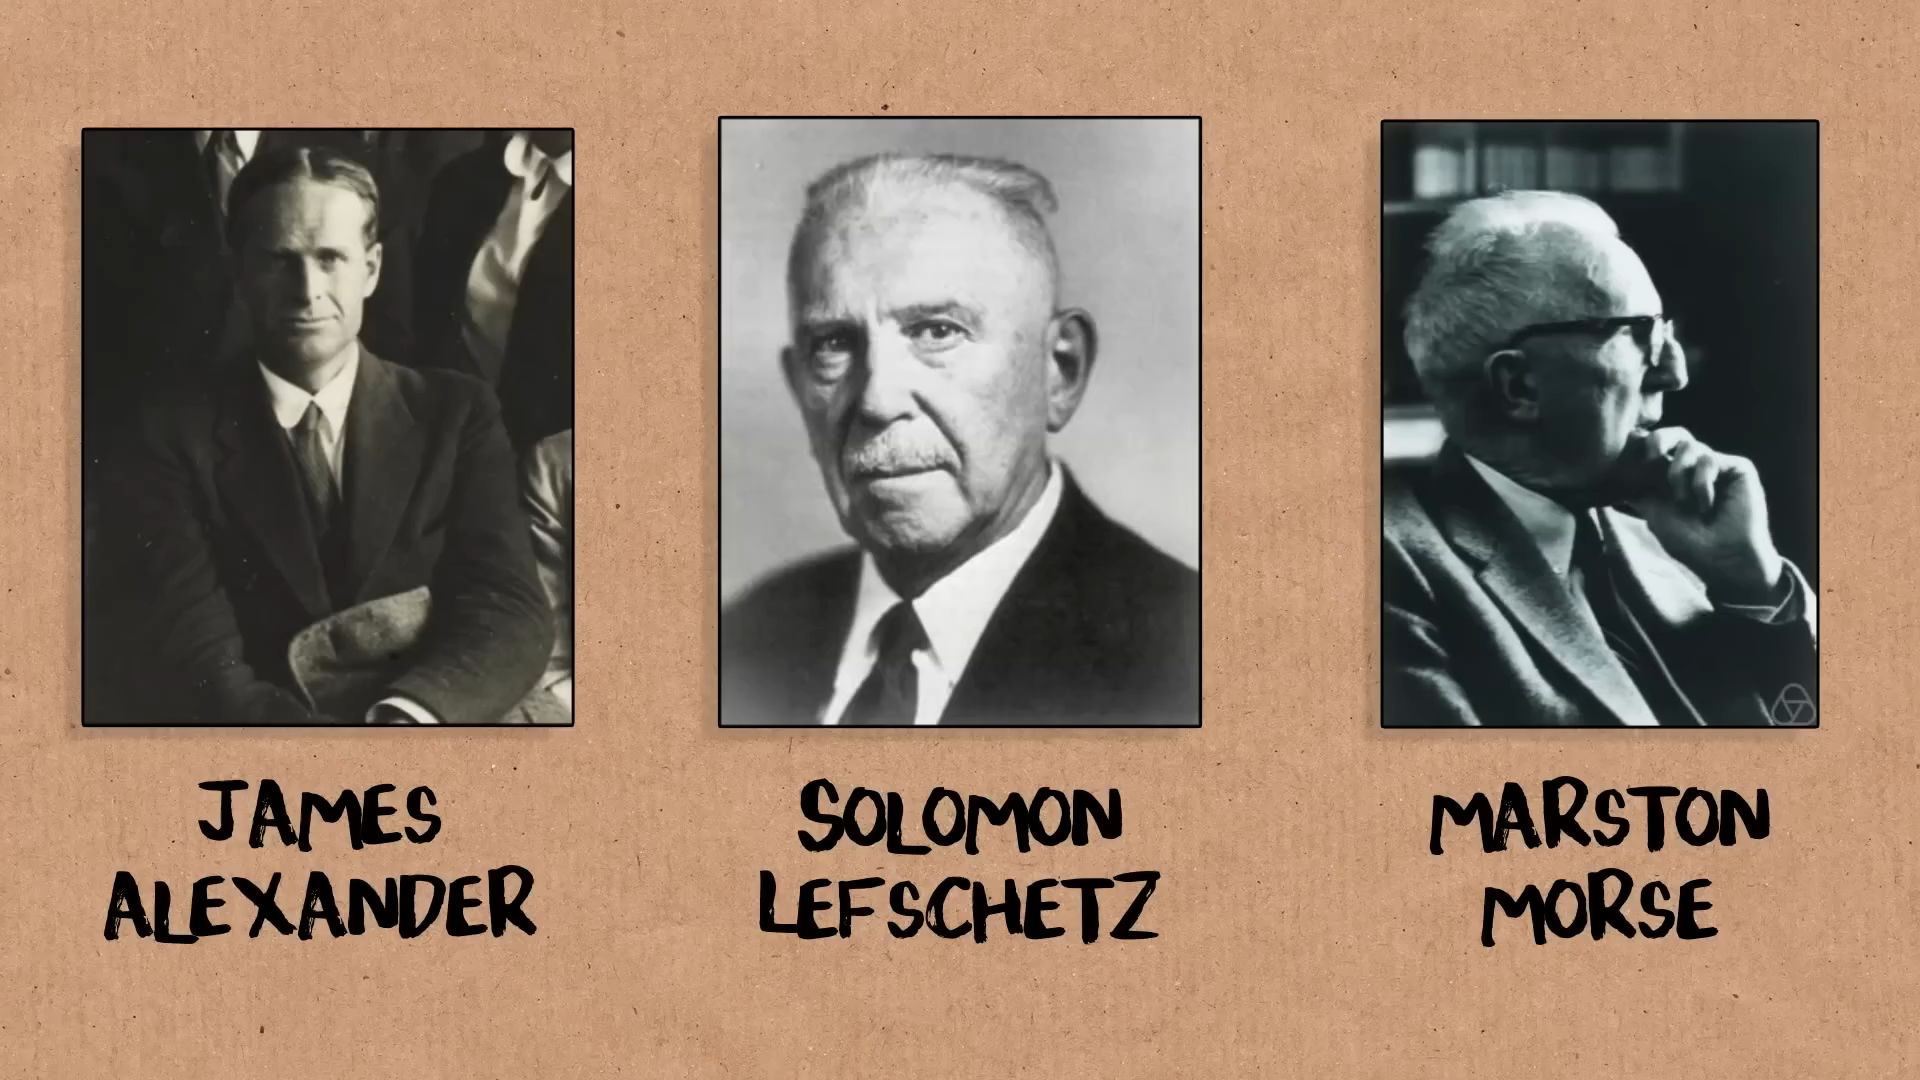 JAMES
ALEXANDER
SOLOMON
LEFSCHETZ
MARSTON
MORSE